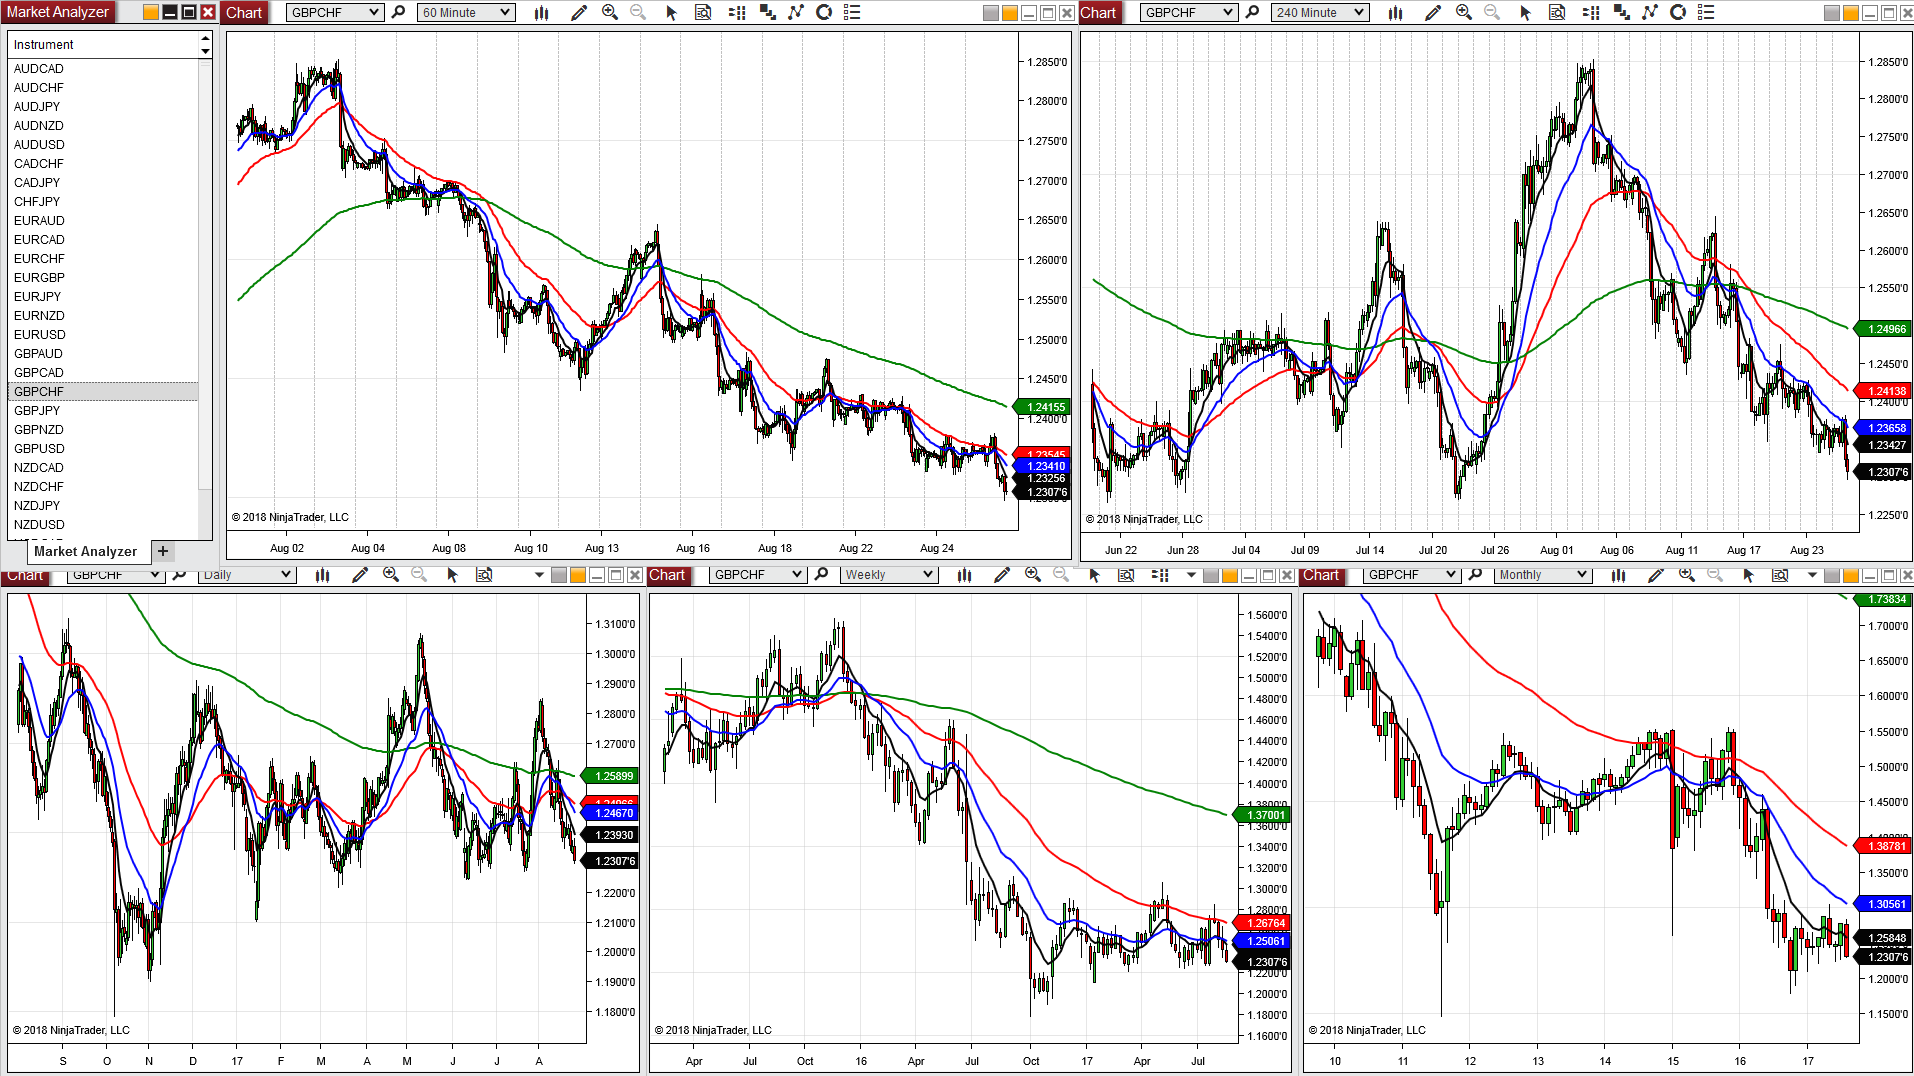 Market Analyzer
Instrument
AUDCAD
AUDCHF
AUDJPY
AUDNZD
AUDUSD
CADCHF
CADJPY
CHFJPY
EURAUD
EURCAD
EURCHF
EURGBP
EURJPY
EURNZD
EURUSD
GBPAUD
GBPCAD
GBPCHF
GBPJPY
GBPNZD
GBPUSD
NZDCAD
NZDCHF
NZDJPY
NZDUSD
Market Analyzer +
Chart GBPCHF 60 Minute
1.2850'0
1.2800'0
1.2750'0
1.2700'0
1.2650'0
1.2600'0
1.2550'0
1.2500'0
1.2450'0
1.24155
1.2400'0
1.23545
1.23410
1.23256
1.2307'6
© 2018 NinjaTrader, LLC
Aug 02 Aug 04 Aug 08 Aug 10 Aug 13 Aug 16 Aug 18 Aug 22 Aug 24
Chart GBPCHF 240 Minute
1.2850'0
1.2800'0
1.2750'0
1.2700'0
1.2650'0
1.2600'0
1.2550'0
1.24966
1.2450'0
1.24138
1.2400'0
1.23658
1.23427
1.2307'6
1.2250'0
© 2018 NinjaTrader, LLC
Jun 22 Jun 28 Jul 04 Jul 09 Jul 14 Jul 20 Jul 26 Aug 01 Aug 06 Aug 11 Aug 17 Aug 23
Chart GBPCHF Daily
1.3100'0
1.3000'0
1.2900'0
1.2800'0
1.2700'0
1.25899
1.24670
1.23930
1.2307'6
1.2200'0
1.2100'0
1.2000'0
1.1900'0
1.1800'0
© 2018 NinjaTrader, LLC
S O N D 17 F M A M J J A
Chart GBPCHF Weekly
1.5600'0
1.5400'0
1.5200'0
1.5000'0
1.4800'0
1.4600'0
1.4400'0
1.4200'0
1.4000'0
1.3800'0
1.37001
1.3600'0
1.3400'0
1.3200'0
1.3000'0
1.2800'0
1.26764
1.25061
1.2307'6
1.2200'0
1.2000'0
1.1800'0
1.1600'0
© 2018 NinjaTrader, LLC
Apr Jul Oct 16 Apr Jul Oct 17 Apr Jul
Chart GBPCHF Monthly
1.73834
1.7000'0
1.6500'0
1.6000'0
1.5500'0
1.5000'0
1.4500'0
1.38781
1.3500'0
1.30561
1.25848
1.2307'6
1.2000'0
1.1500'0
© 2018 NinjaTrader, LLC
10 11 12 13 14 15 16 17